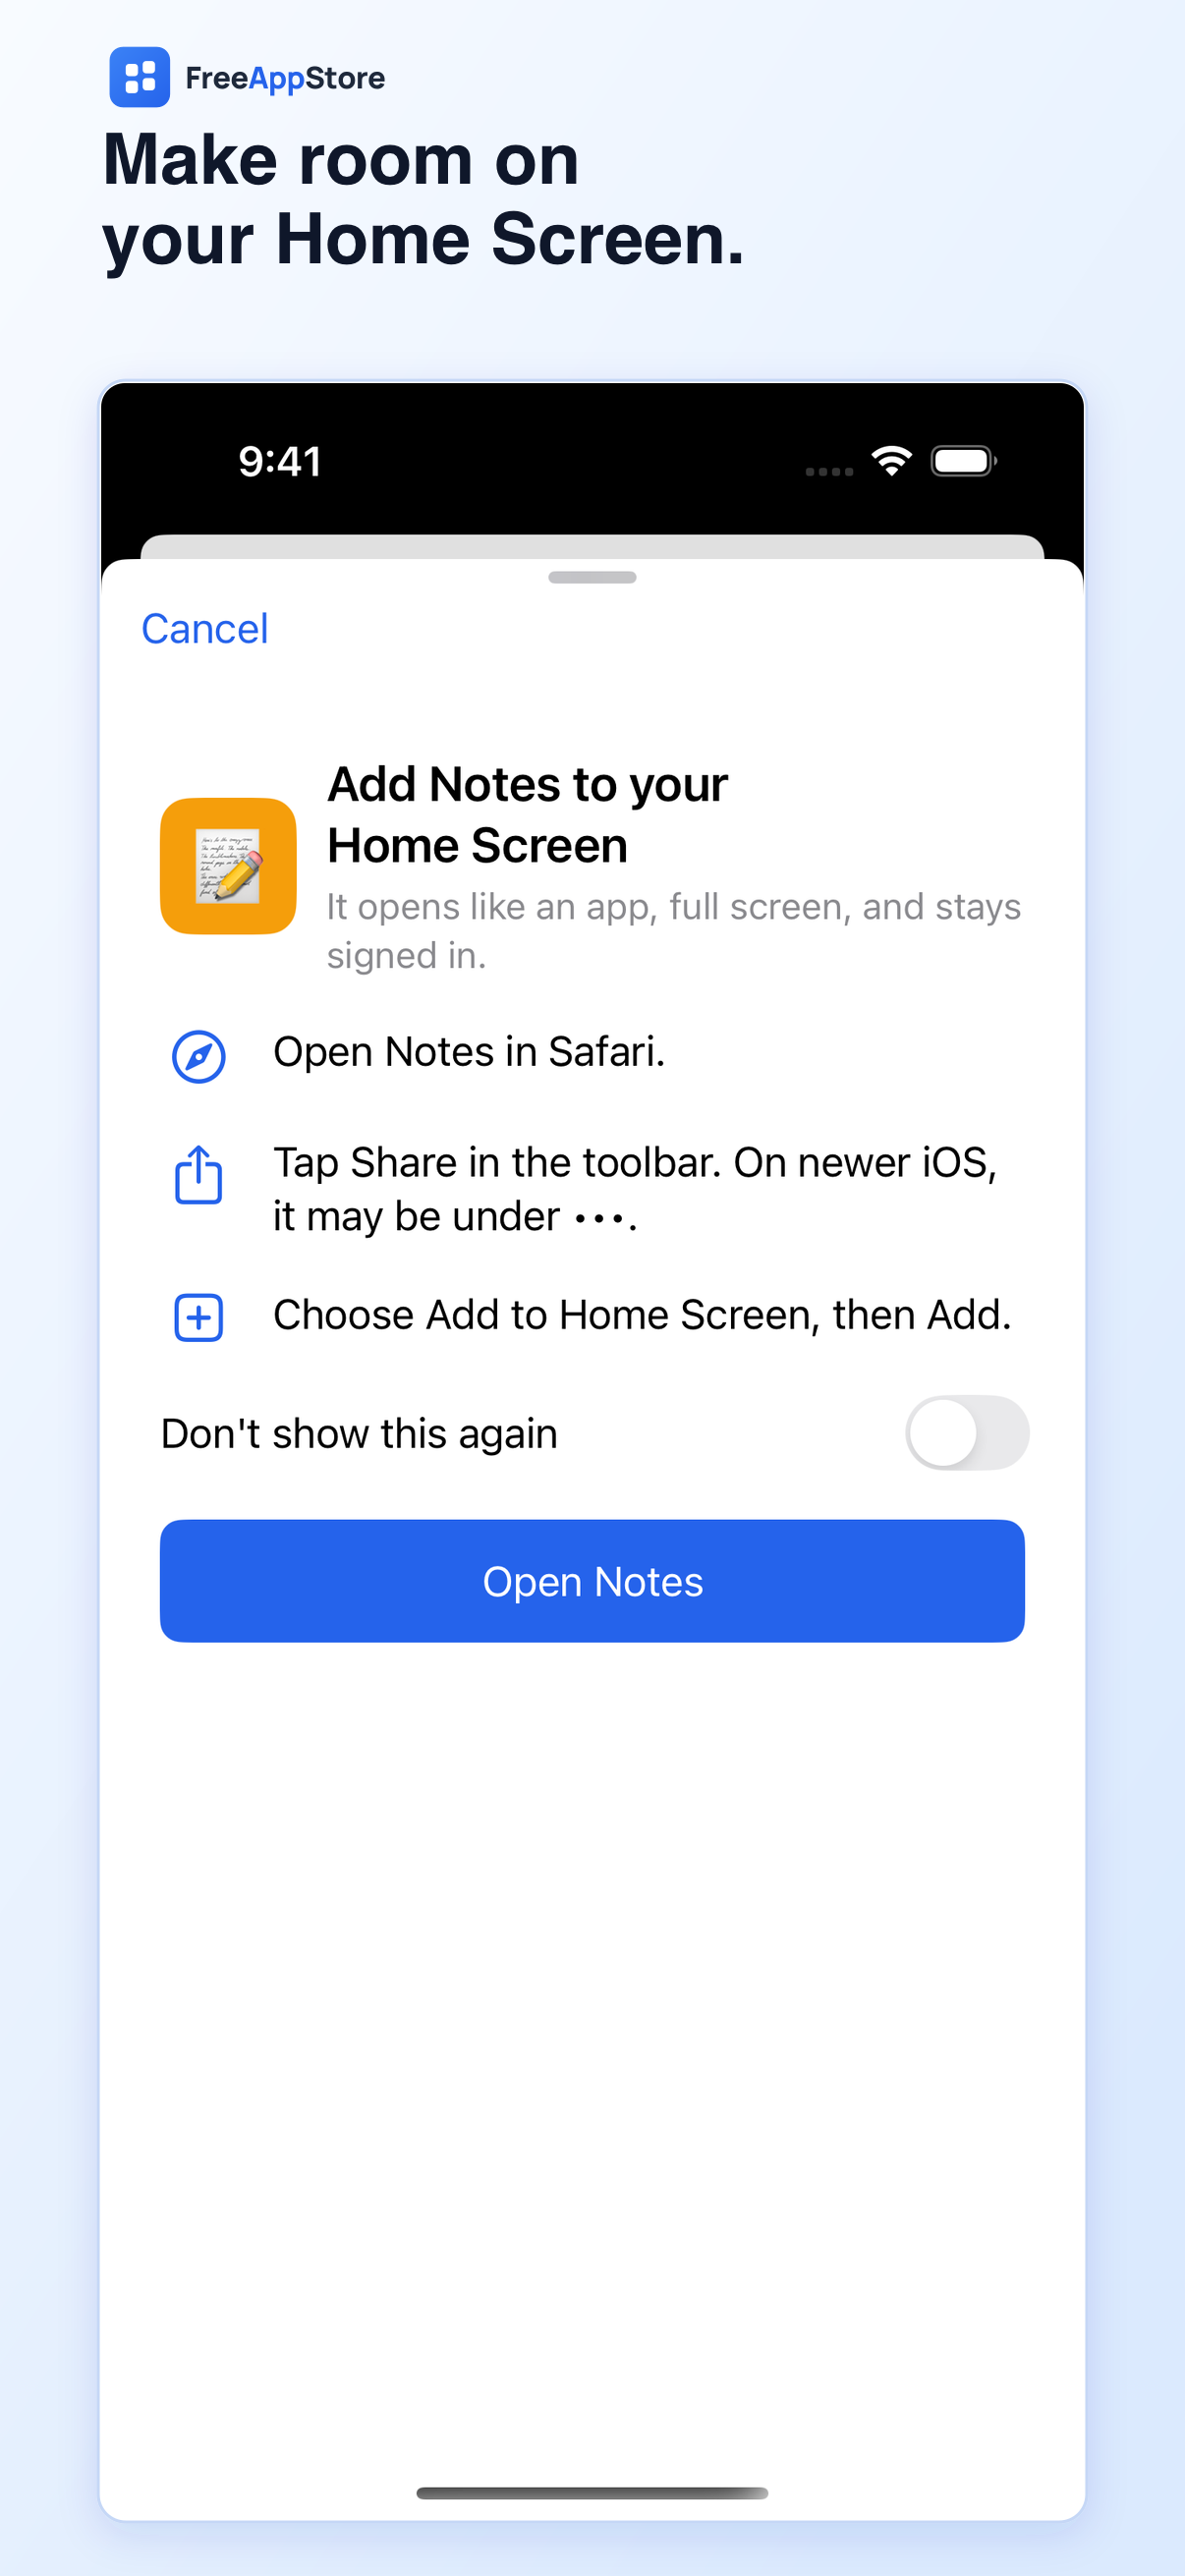 FreeAppStore
Make room on
your Home Screen.
9:41
Cancel
Add Notes to your
Home Screen
It opens like an app, full screen, and stays
signed in.
Open Notes in Safari.
Tap Share in the toolbar. On newer iOS,
it may be under •••.
Choose Add to Home Screen, then Add.
Don't show this again
Open Notes